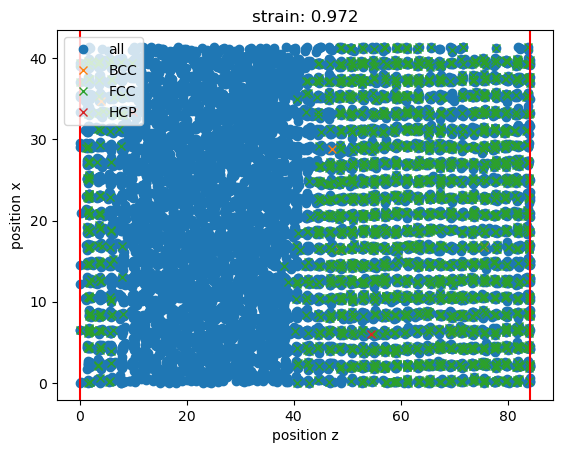 strain: 0.972
all
BCC
FCC
HCP
position x
40
30
20
10
0
0
20
40
60
80
position z